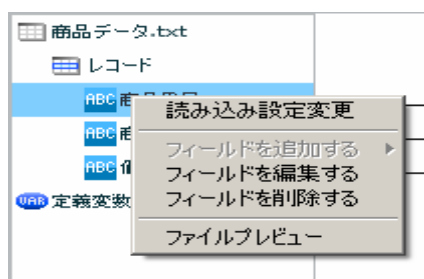 商品データ.txt
レコード
ABC
読み込み設定変更
ABC
フィールドを追加する
ABC
フィールドを編集する
VAR 定義変数
フィールドを削除する
ファイルプレビュー